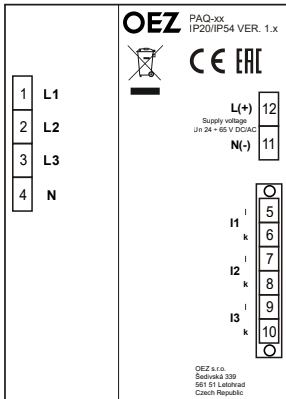 OEZ PAQ-xx
IP20/IP54 VER. 1.x
CE EAC
1 L1
2 L2
3 L3
4 N
L(+) 12
Supply voltage
Un 24 ÷ 65 V DC/AC
N(-) 11
I1 l 5
k 6
I2 l 7
k 8
I3 l 9
k 10
OEZ s.r.o.
Šedivská 339
561 51 Letohrad
Czech Republic